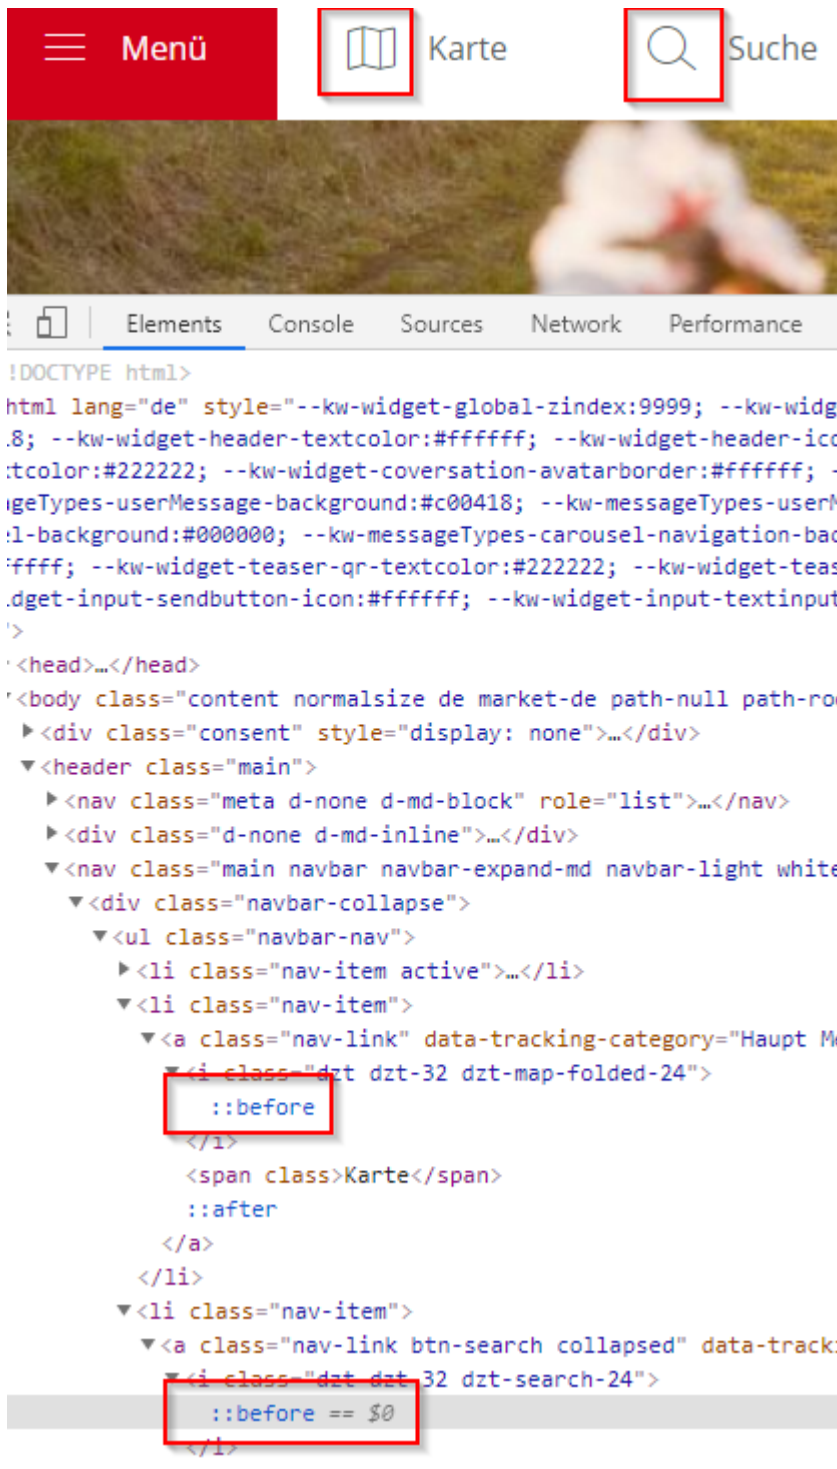 Menü Karte Suche
Elements Console Sources Network Performance
!DOCTYPE html>
html lang="de" style="--kw-widget-global-zindex:9999; --kw-widg
.8; --kw-widget-header-textcolor:#ffffff; --kw-widget-header-ico
tcolor:#222222; --kw-widget-coversation-avatarborder:#ffffff; -
ageTypes-userMessage-background:#c00418; --kw-messageTypes-userM
el-background:#000000; --kw-messageTypes-carousel-navigation-bac
fffff; --kw-widget-teaser-qr-textcolor:#222222; --kw-widget-teas
.dget-input-sendbutton-icon:#ffffff; --kw-widget-input-textinput
">
<head>…</head>
<body class="content normalsize de market-de path-null path-roo
<div class="consent" style="display: none">…</div>
<header class="main">
<nav class="meta d-none d-md-block" role="list">…</nav>
<div class="d-none d-md-inline">…</div>
<nav class="main navbar navbar-expand-md navbar-light white
<div class="navbar-collapse">
<ul class="navbar-nav">
<li class="nav-item active">…</li>
<li class="nav-item">
<a class="nav-link" data-tracking-category="Haupt Me
<i class="dzt dzt-32 dzt-map-folded-24">
::before
</i>
<span class>Karte</span>
::after
</a>
</li>
<li class="nav-item">
<a class="nav-link btn-search collapsed" data-tracki
<i class="dzt dzt-32 dzt-search-24">
::before == $0
</i>